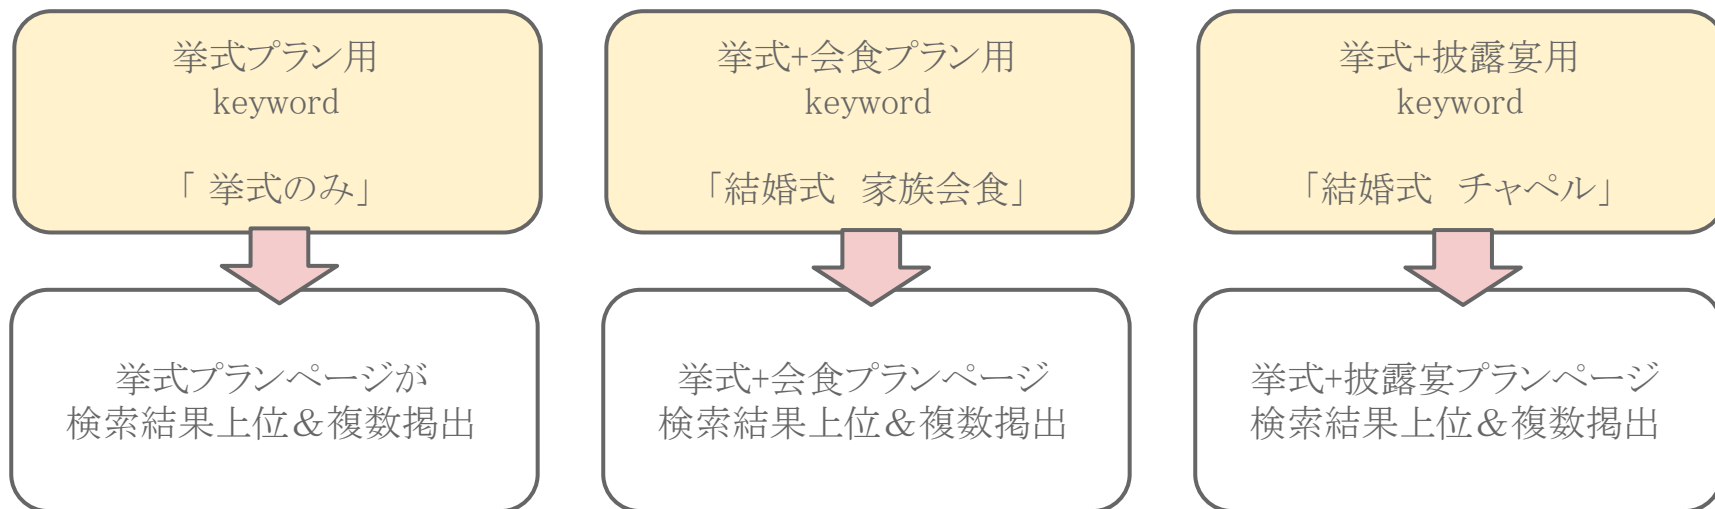 挙式プラン用
keyword
「 挙式のみ」
挙式プランページが
検索結果上位＆複数掲出
挙式+会食プラン用
keyword
「結婚式　家族会食」
挙式+会食プランページ
検索結果上位＆複数掲出
挙式+披露宴用
keyword
「結婚式　チャペル」
挙式+披露宴プランページ
検索結果上位＆複数掲出